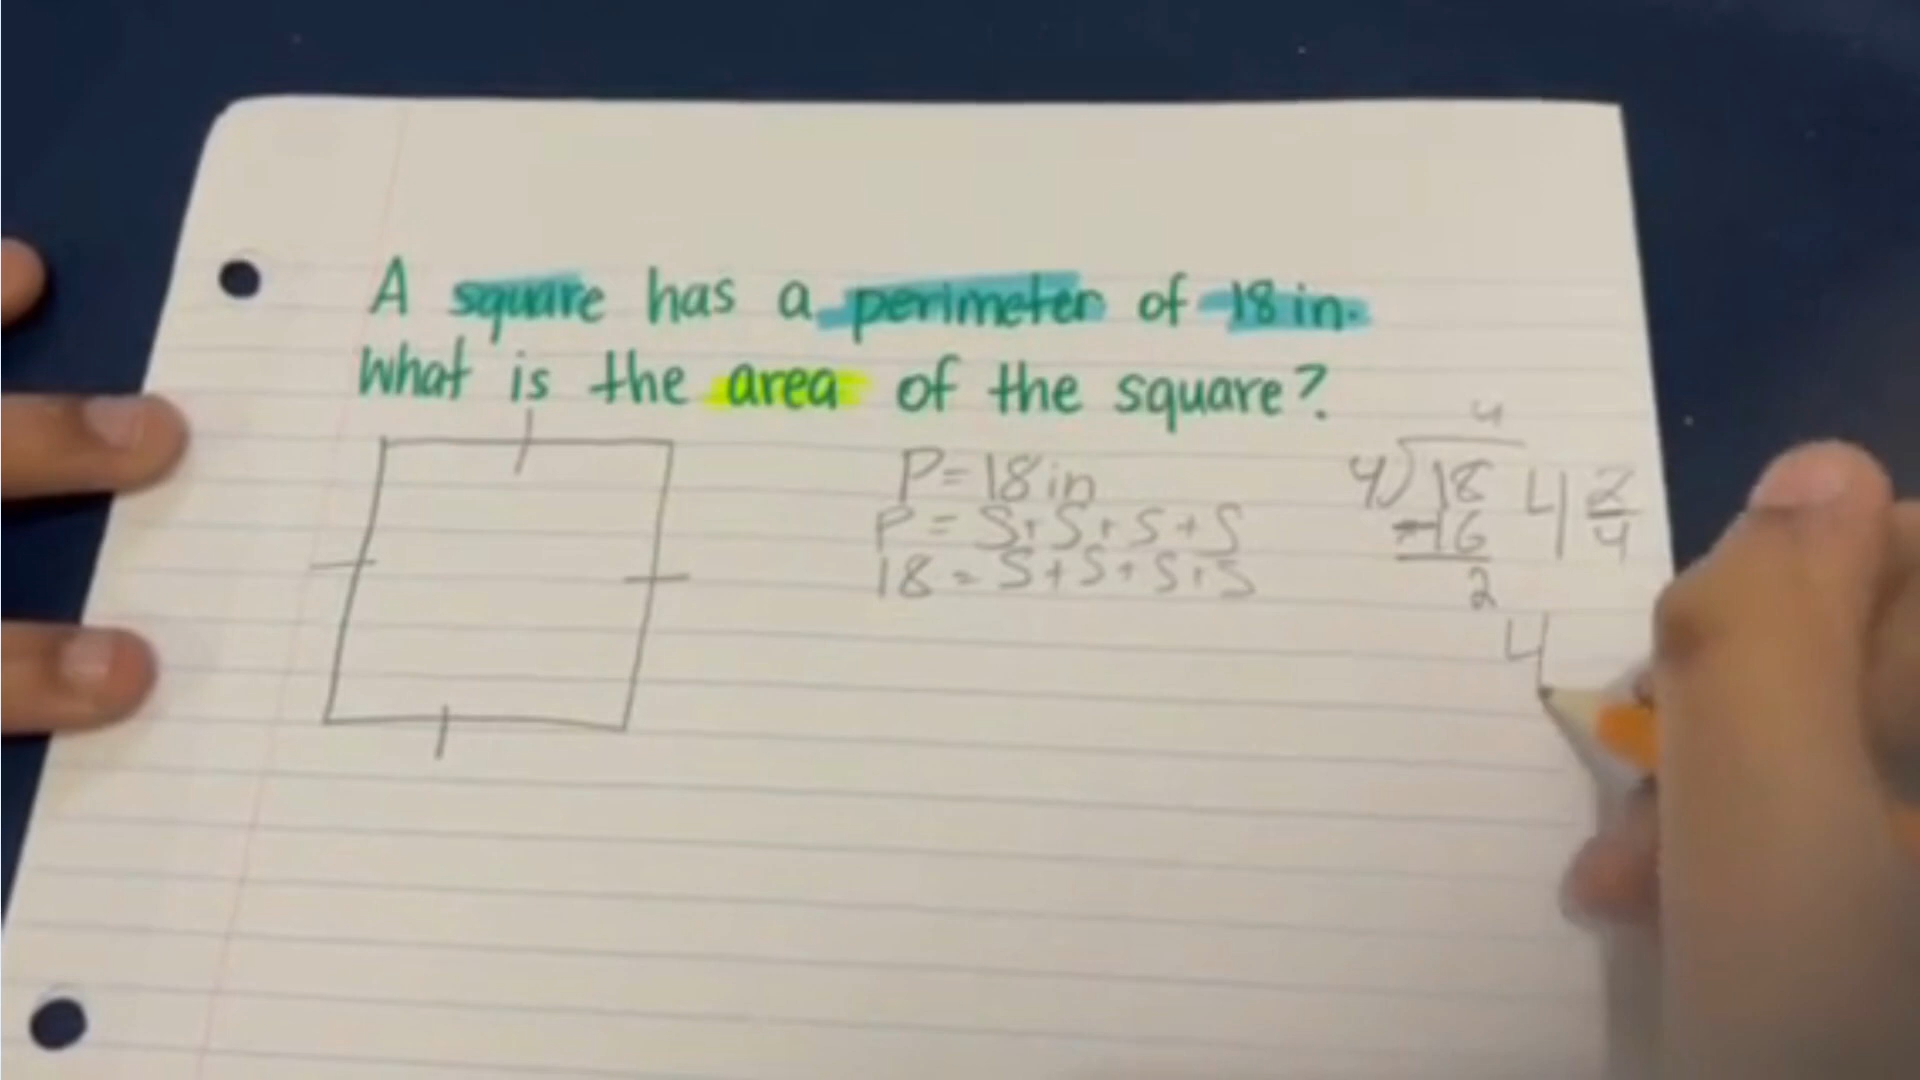 A square has a perimeter of 18 in.
What is the area of the square?
P = 18 in
P = S + S + S + S
18 = S + S + S + S
4
4)18
-16
2
4 2/4
4